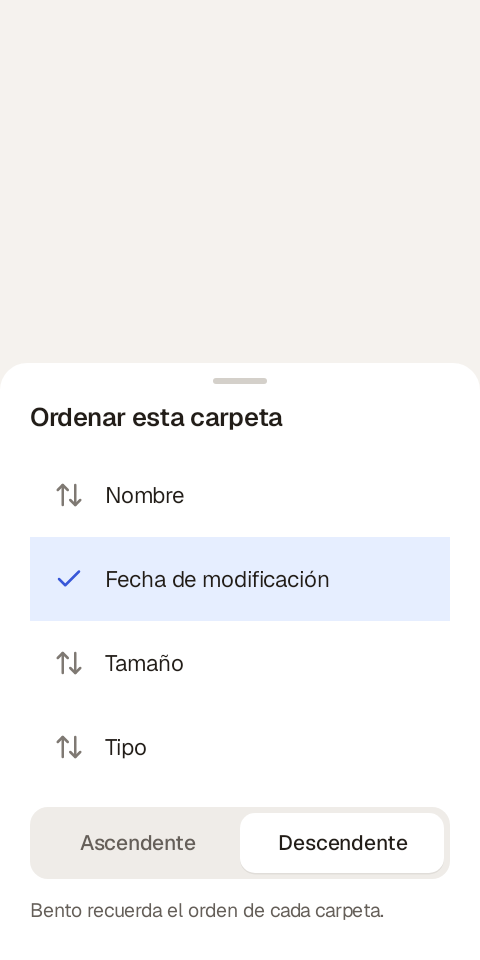 Ordenar esta carpeta
Nombre
Fecha de modificación
Tamaño
Tipo
Ascendente
Descendente
Bento recuerda el orden de cada carpeta.